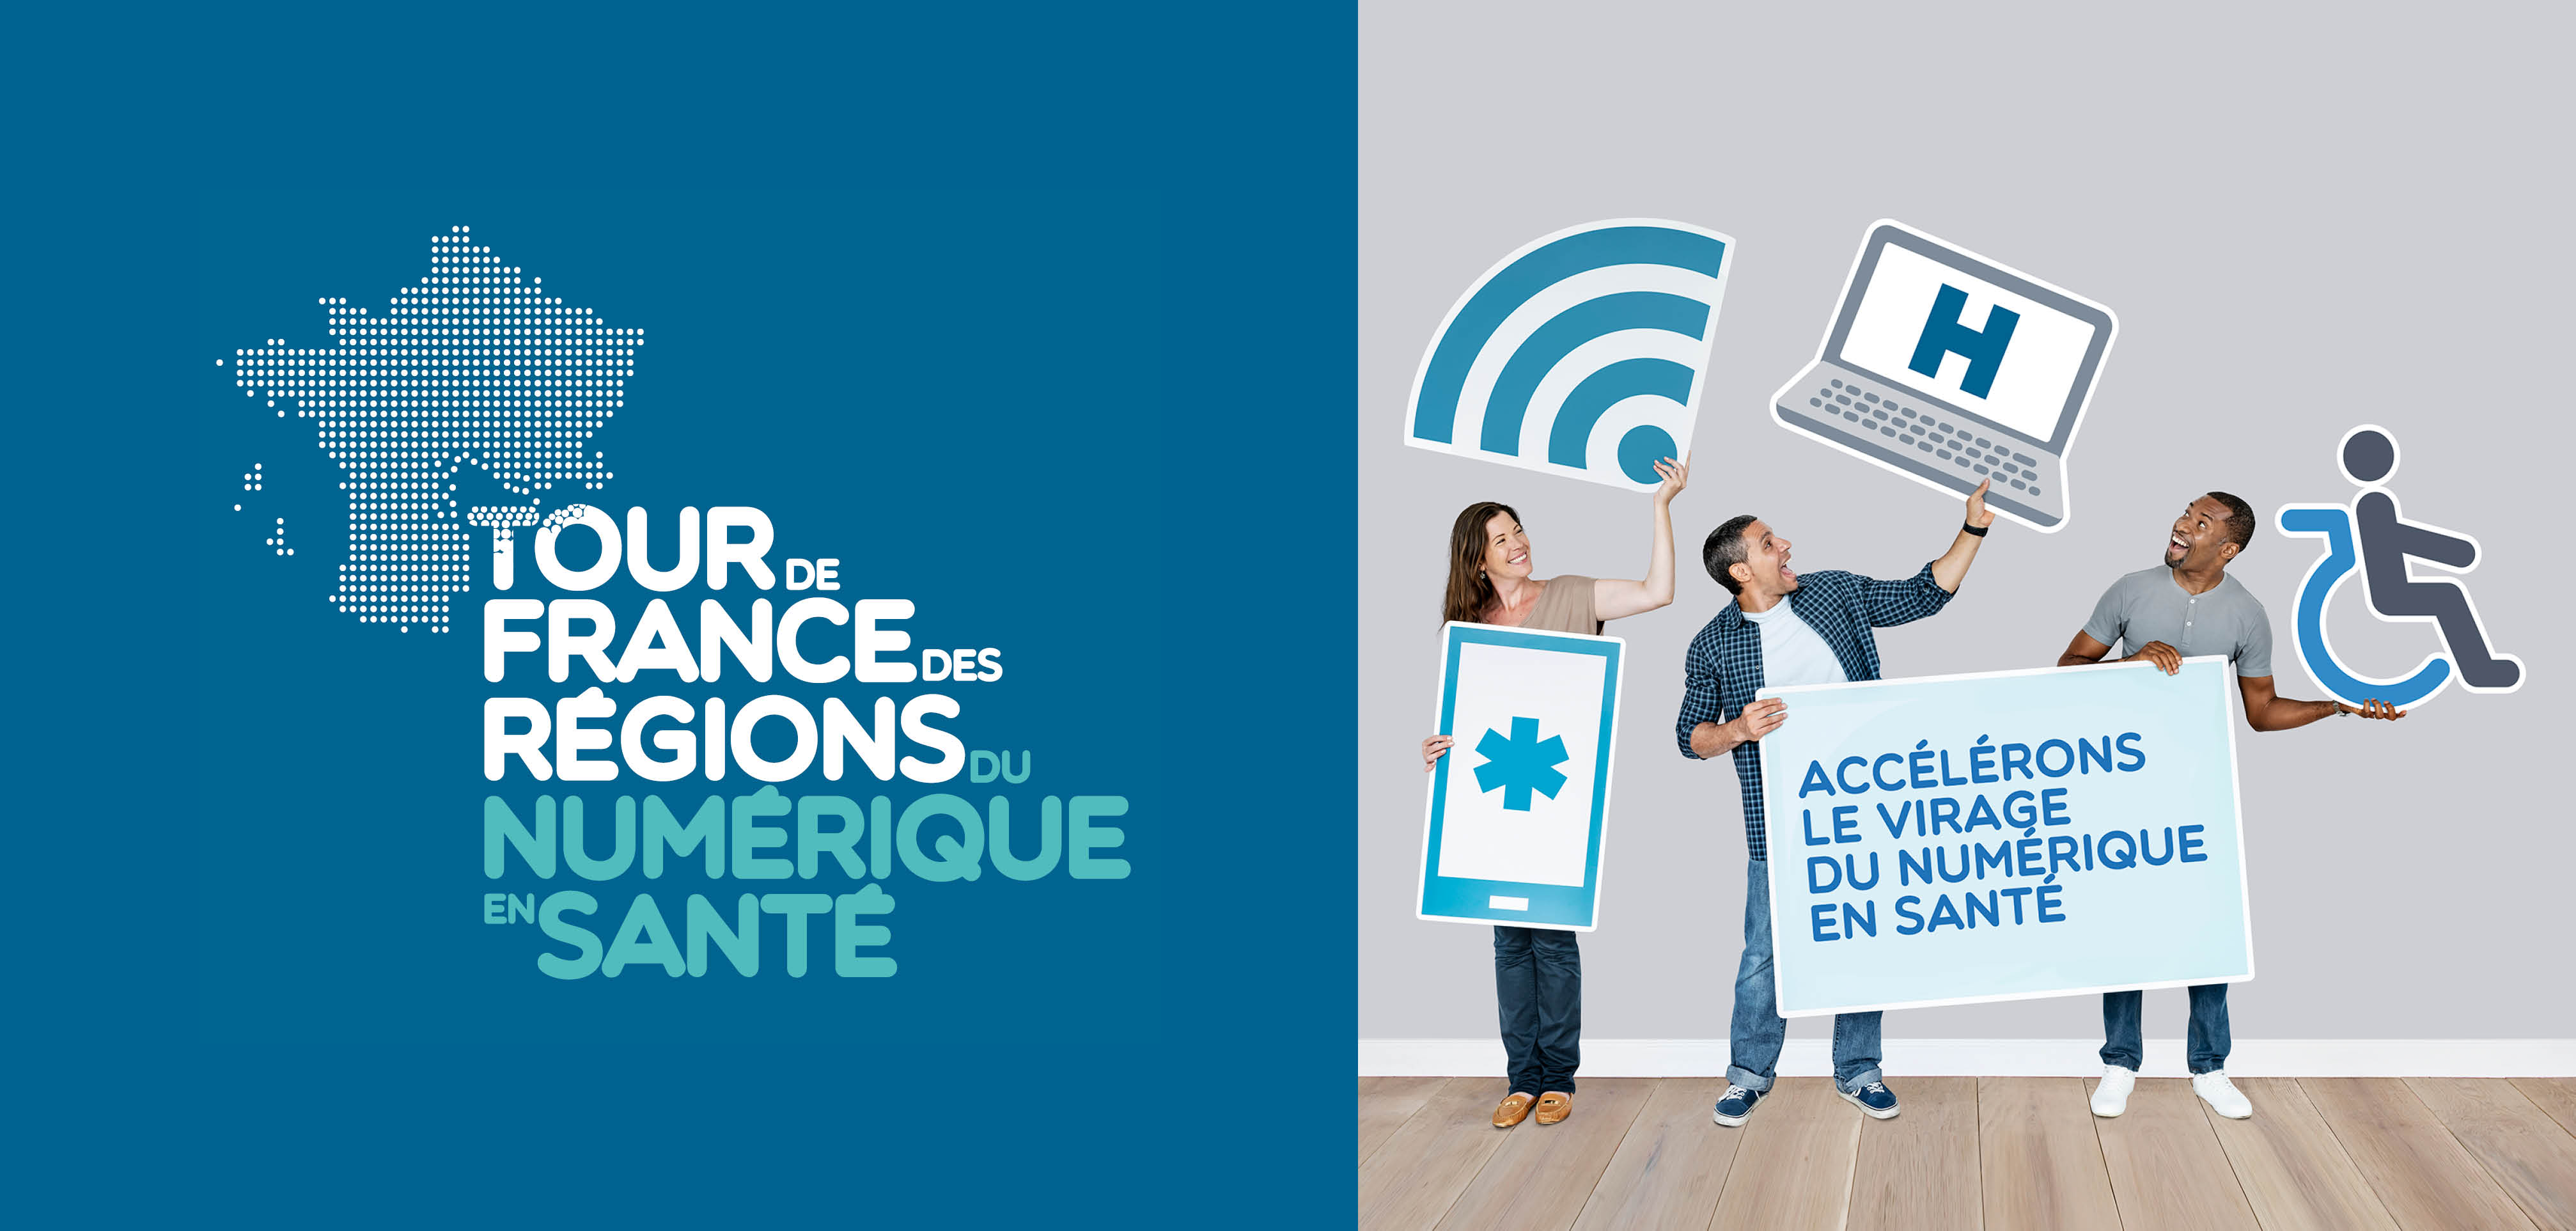 TOUR DE
FRANCE DES
RÉGIONS DU
NUMÉRIQUE
EN SANTÉ
H
ACCÉLÉRONS
LE VIRAGE
DU NUMÉRIQUE
EN SANTÉ